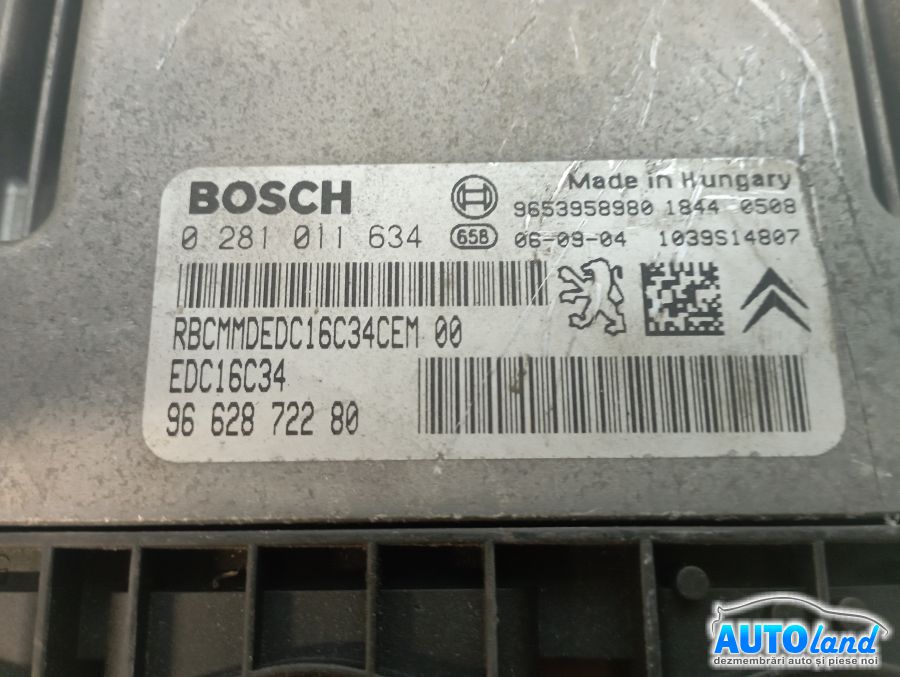 BOSCH
Made in Hungary
9653958980 1844 0508
0 281 011 634
658 06-09-04 1039S14807
RBCMMDEDC16C34CEM 00
EDC16C34
96 628 722 80
AUTOland
dezmembrări auto și piese noi